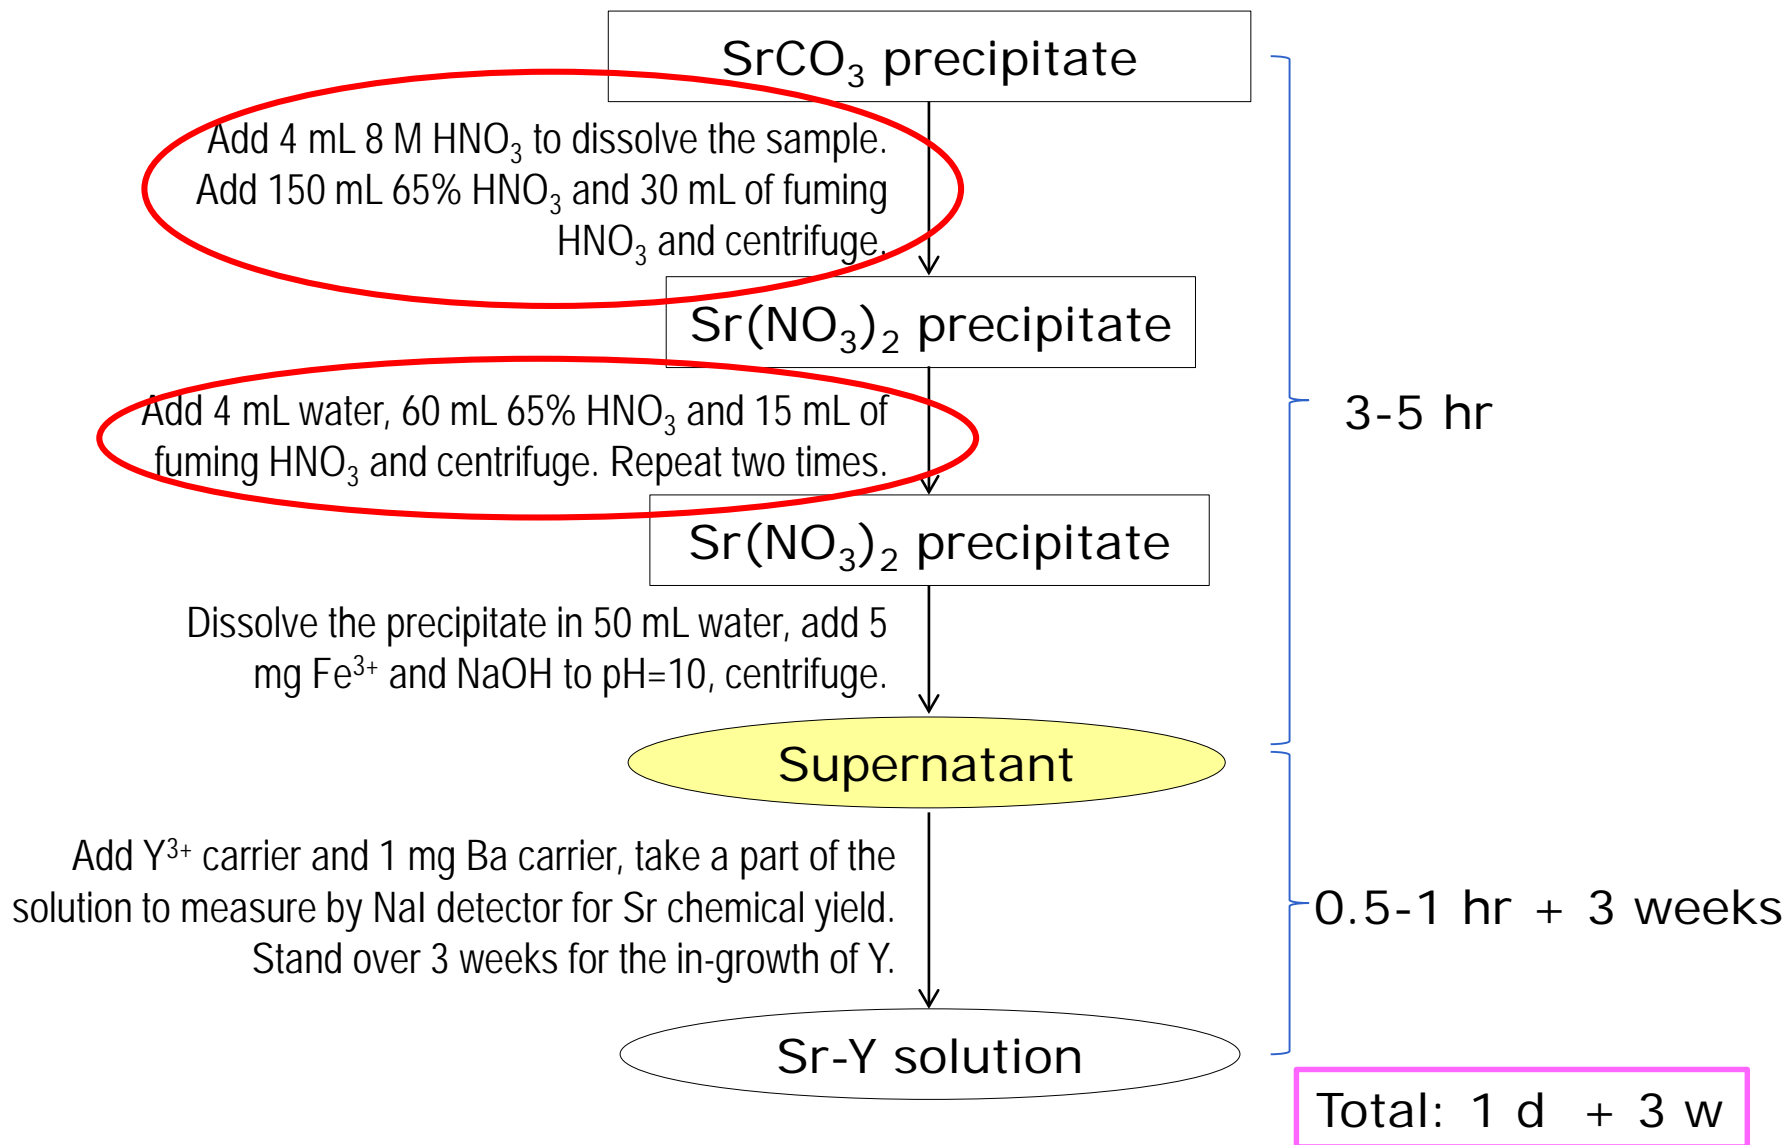 SrCO₃ precipitate
Add 4 mL 8 M HNO₃ to dissolve the sample.
Add 150 mL 65% HNO₃ and 30 mL of fuming
HNO₃ and centrifuge.
Sr(NO₃)₂ precipitate
Add 4 mL water, 60 mL 65% HNO₃ and 15 mL of
fuming HNO₃ and centrifuge. Repeat two times.
3-5 hr
Sr(NO₃)₂ precipitate
Dissolve the precipitate in 50 mL water, add 5
mg Fe³⁺ and NaOH to pH=10, centrifuge.
Supernatant
Add Y³⁺ carrier and 1 mg Ba carrier, take a part of the
solution to measure by NaI detector for Sr chemical yield.
Stand over 3 weeks for the in-growth of Y.
0.5-1 hr + 3 weeks
Sr-Y solution
Total: 1 d + 3 w